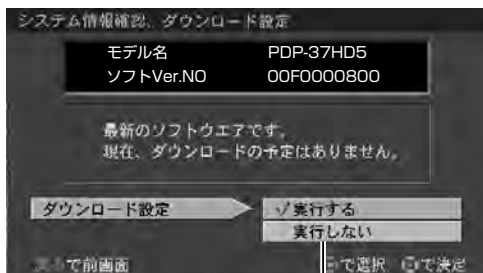 システム情報確認、ダウンロード設定
モデル名 PDP-37HD5
ソフトVer.NO 00F0000800
最新のソフトウエアです。
現在、ダウンロードの予定はありません。
ダウンロード設定 √実行する
実行しない
で前画面 で選択 で決定